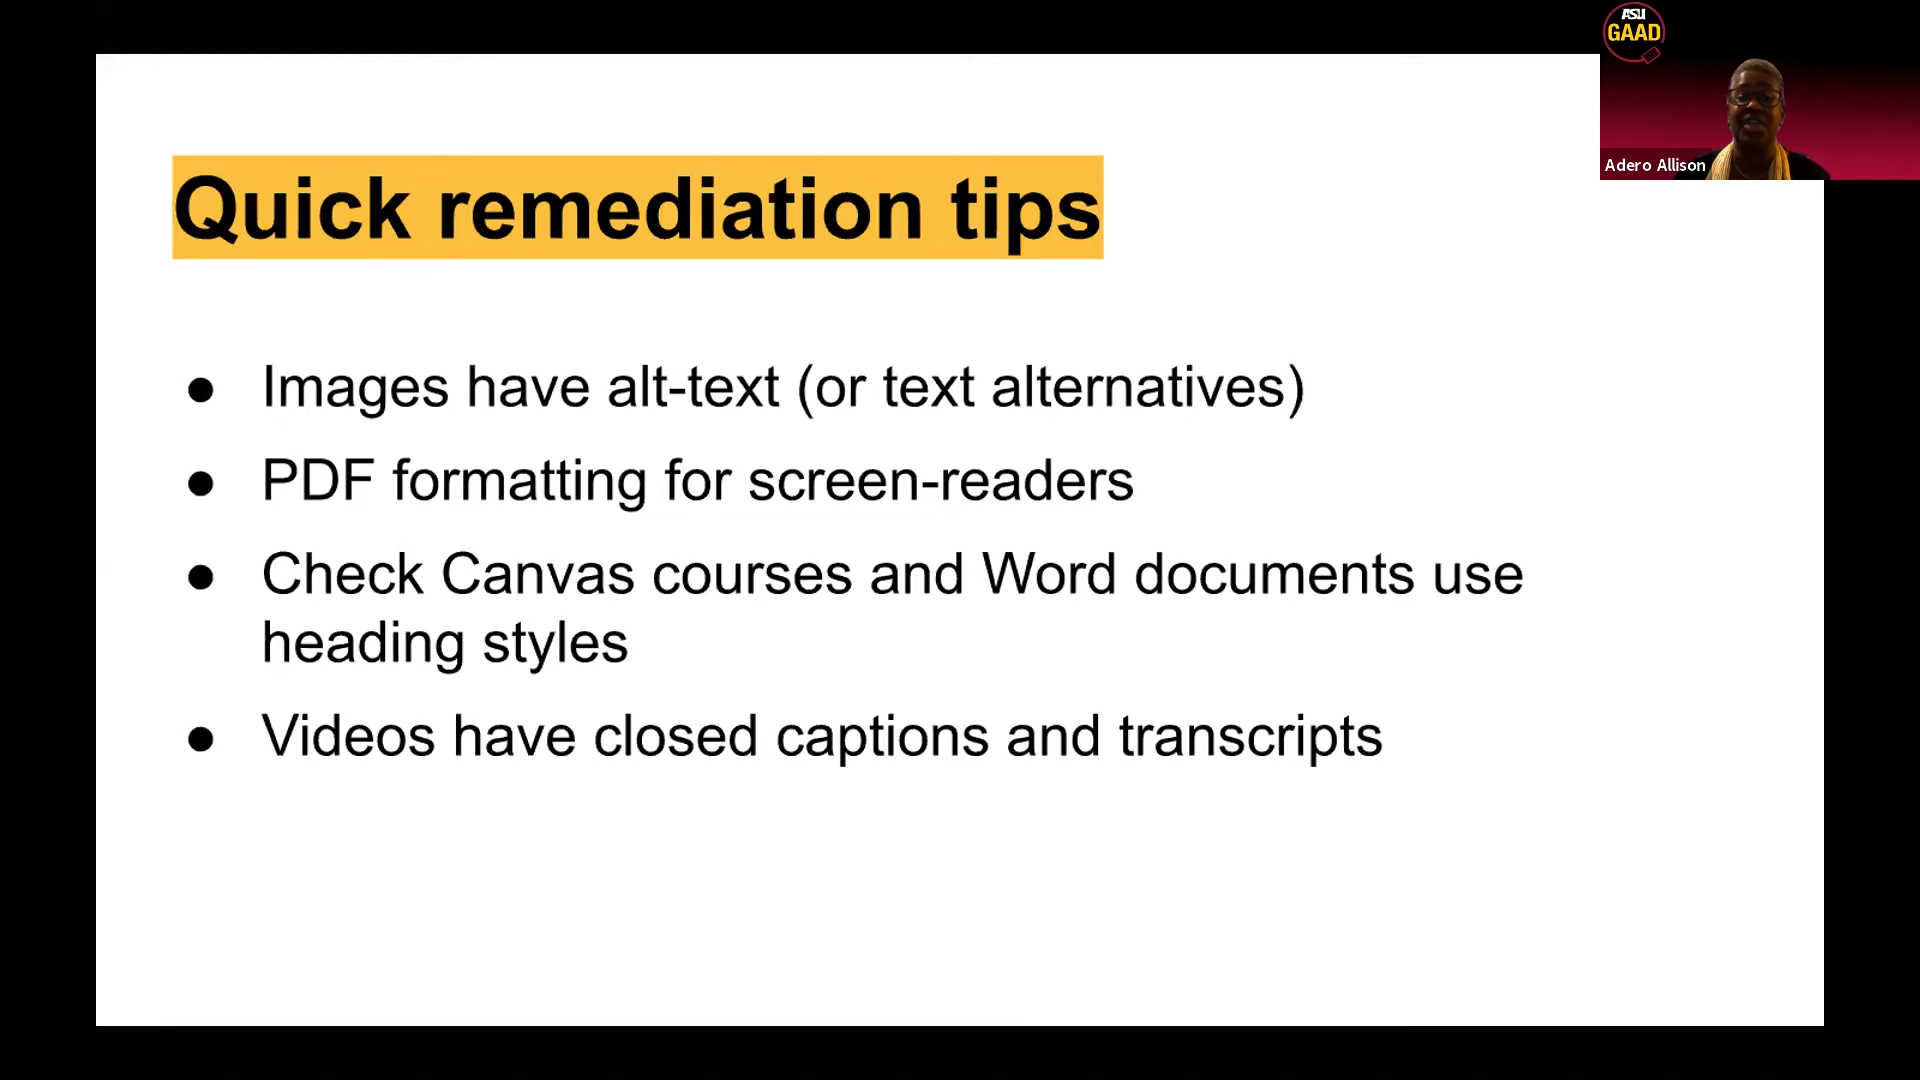 ASU
GAAD
Adero Allison
Quick remediation tips
● Images have alt-text (or text alternatives)
● PDF formatting for screen-readers
● Check Canvas courses and Word documents use
heading styles
● Videos have closed captions and transcripts